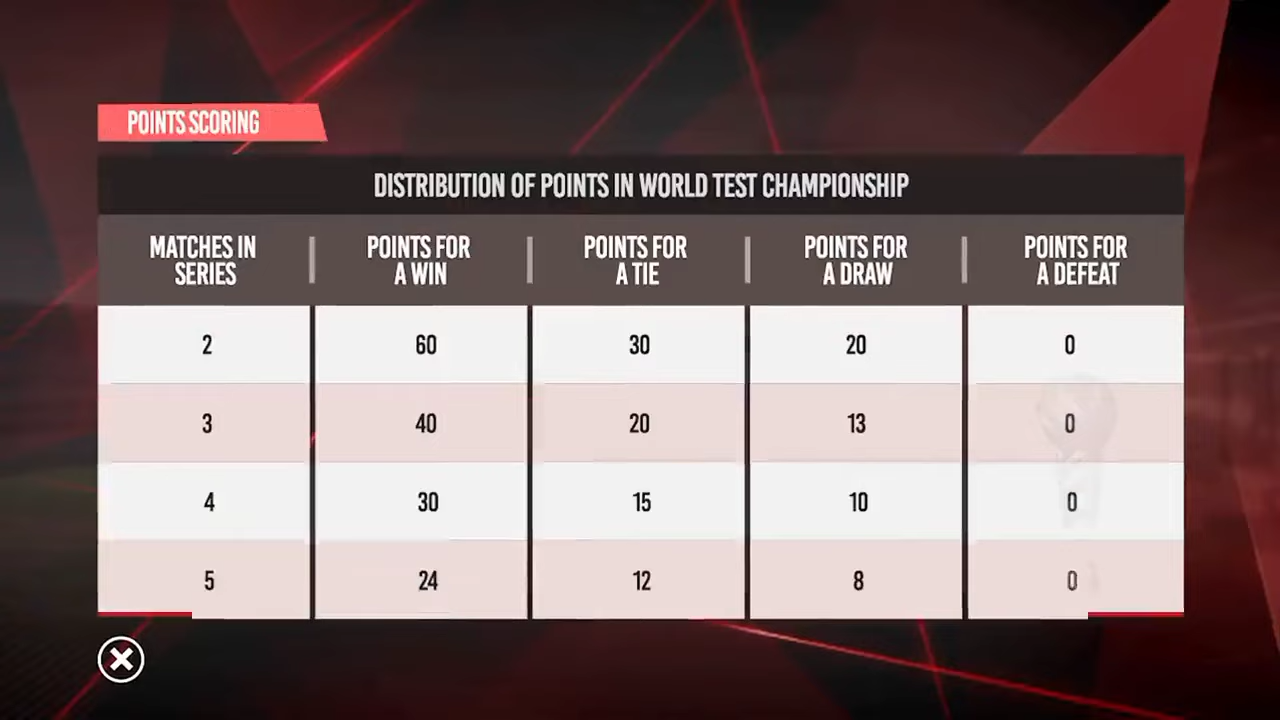 POINTS SCORING
DISTRIBUTION OF POINTS IN WORLD TEST CHAMPIONSHIP
MATCHES IN SERIES | POINTS FOR A WIN | POINTS FOR A TIE | POINTS FOR A DRAW | POINTS FOR A DEFEAT
2 60 30 20 0
3 40 20 13 0
4 30 15 10 0
5 24 12 8 0